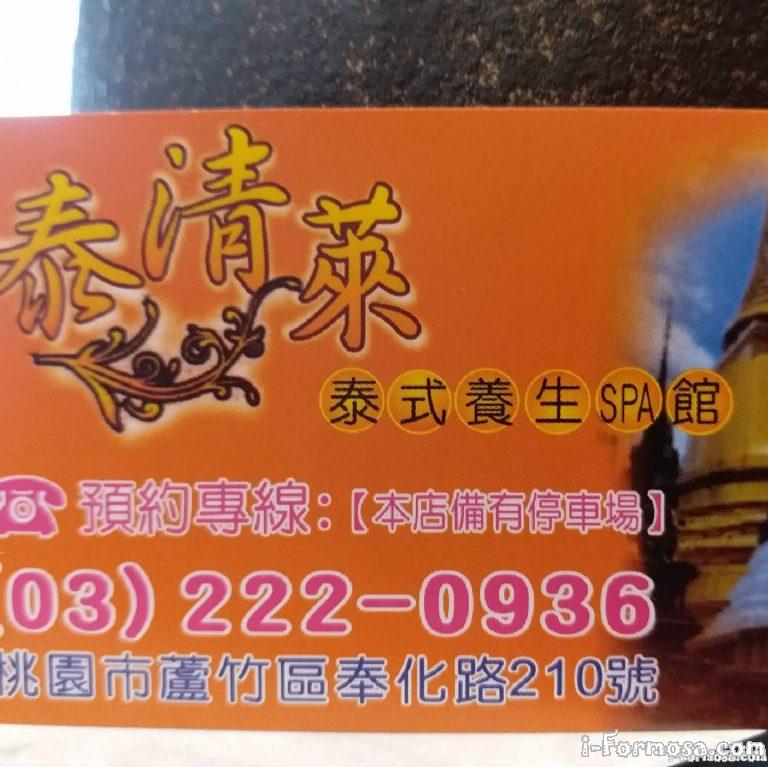 泰清萊
泰式養生SPA館
預約專線:【本店備有停車場】
(03) 222-0936
桃園市蘆竹區奉化路210號
i-Formosa.com